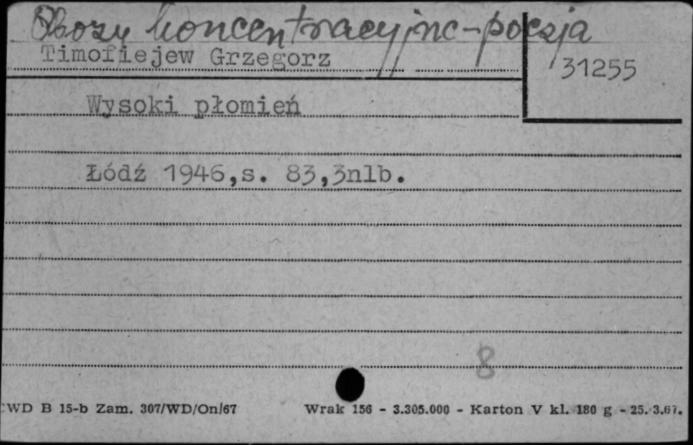 Obozy koncentracyjne-poezja
Timofiejew Grzegorz
31255
Wysoki płomień
Łódź 1946,s. 83,3nlb.
8
WD B 15-b Zam. 307/WD/On/67
Wrak 156 - 3.305.000 - Karton V kl. 180 g - 25.3.67.